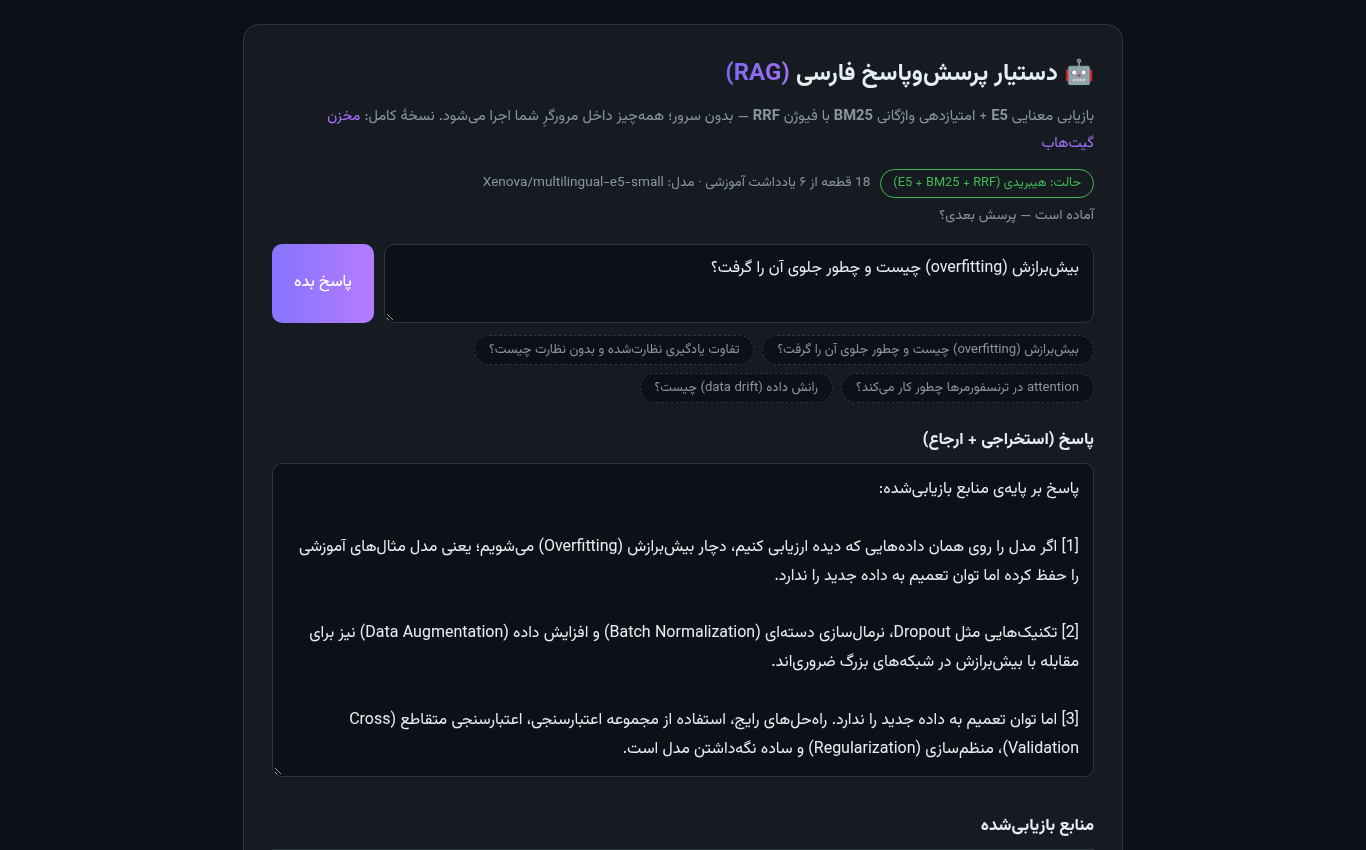 🤖 دستیار پرسش‌وپاسخ فارسی (RAG)
بازیابی معنایی E5 + امتیازدهی واژگانی BM25 با فیوژن RRF — بدون سرور؛ همه‌چیز داخل مرورگرِ شما اجرا می‌شود. نسخهٔ کامل: مخزن
گیت‌هاب
حالت: هیبریدی (E5 + BM25 + RRF) 18 قطعه از ۶ یادداشت آموزشی · مدل: Xenova/multilingual-e5-small
آماده است — پرسش بعدی؟
بیش‌برازش (overfitting) چیست و چطور جلوی آن را گرفت؟
پاسخ بده
بیش‌برازش (overfitting) چیست و چطور جلوی آن را گرفت؟ تفاوت یادگیری نظارت‌شده و بدون نظارت چیست؟
attention در ترنسفورمرها چطور کار می‌کند؟ رانش داده (data drift) چیست؟
پاسخ (استخراجی + ارجاع)
پاسخ بر پایه‌ی منابع بازیابی‌شده:
[1] اگر مدل را روی همان داده‌هایی که دیده ارزیابی کنیم، دچار بیش‌برازش (Overfitting) می‌شویم؛ یعنی مدل مثال‌های آموزشی
را حفظ کرده اما توان تعمیم به داده جدید را ندارد.
[2] تکنیک‌هایی مثل Dropout، نرمال‌سازی دسته‌ای (Batch Normalization) و افزایش داده (Data Augmentation) نیز برای
مقابله با بیش‌برازش در شبکه‌های بزرگ ضروری‌اند.
[3] اما توان تعمیم به داده جدید را ندارد. راه‌حل‌های رایج، استفاده از مجموعه اعتبارسنجی، اعتبارسنجی متقاطع (Cross
Validation)، منظم‌سازی (Regularization) و ساده نگه‌داشتن مدل است.
منابع بازیابی‌شده